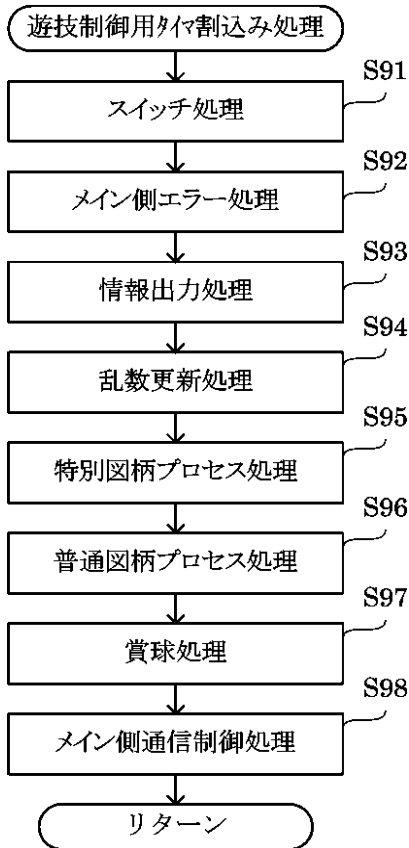 遊技制御用ﾀｲﾏ割込み処理
S91
スイッチ処理
S92
メイン側エラー処理
S93
情報出力処理
S94
乱数更新処理
S95
特別図柄プロセス処理
S96
普通図柄プロセス処理
S97
賞球処理
S98
メイン側通信制御処理
リターン